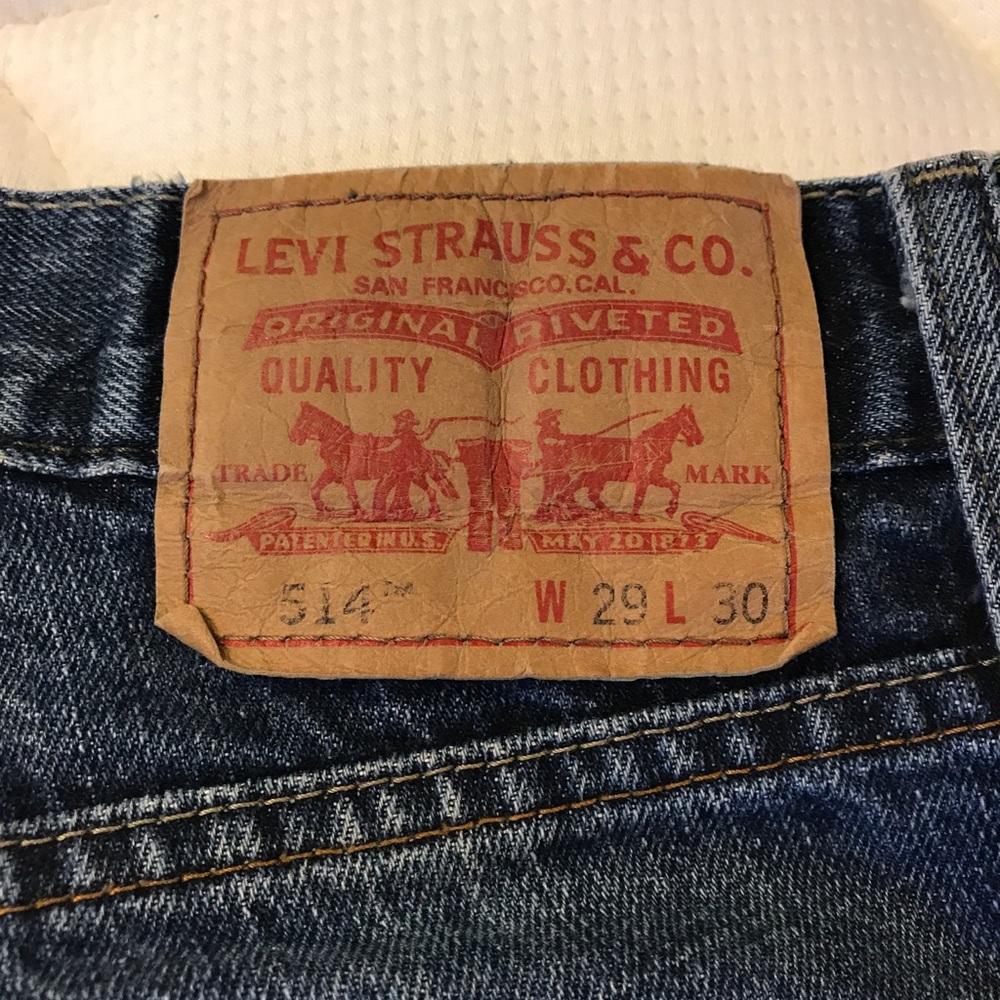 LEVI STRAUSS & CO.
SAN FRANCISCO, CAL.
ORIGINAL RIVETED
QUALITY CLOTHING
TRADE MARK
PATENTED IN U.S. MAY 20 1873
514™ W 29 L 30